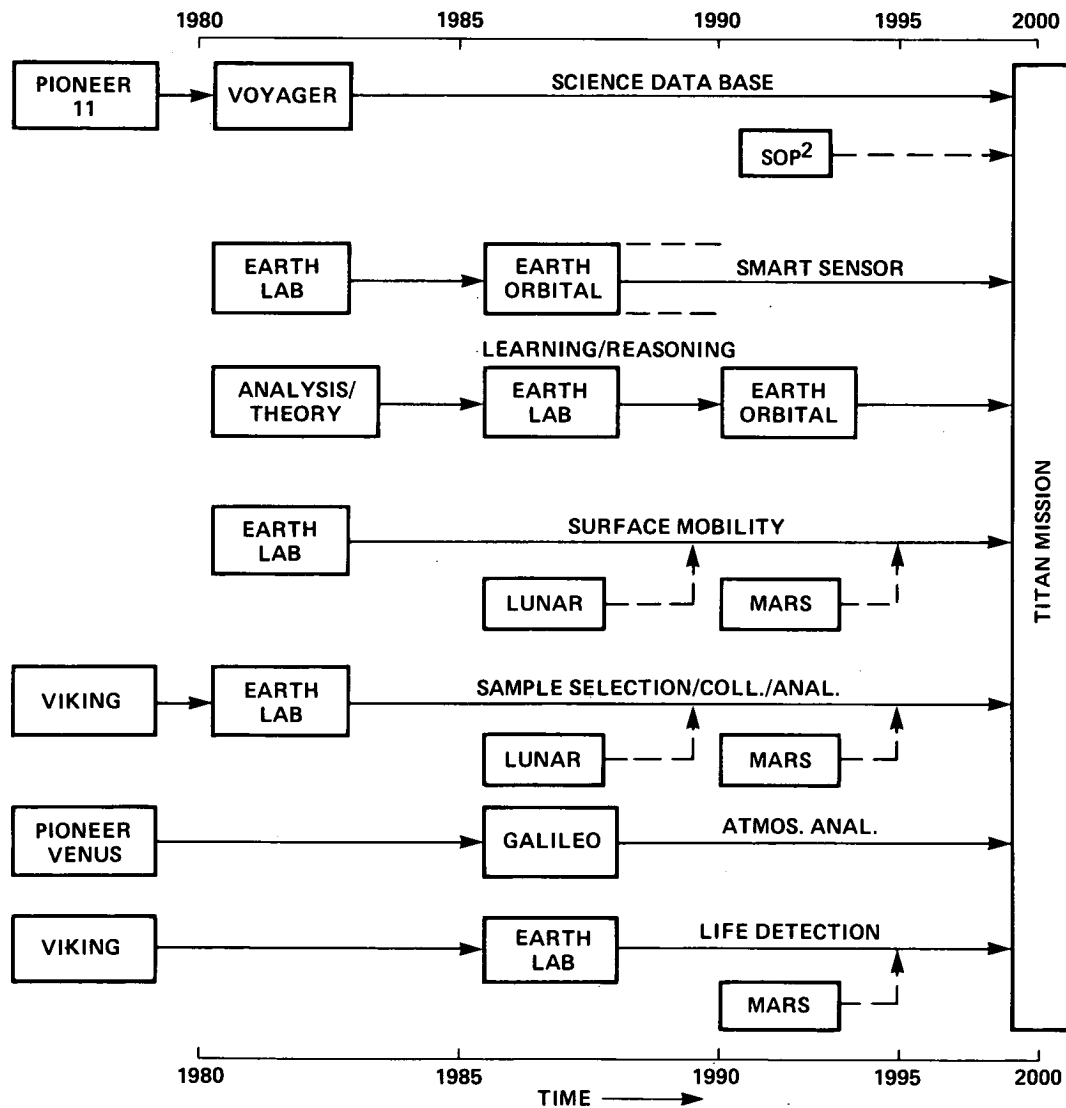 1980 1985 1990 1995 2000
PIONEER
11
VOYAGER
SCIENCE DATA BASE
SOP2
EARTH
LAB
EARTH
ORBITAL
SMART SENSOR
LEARNING/REASONING
ANALYSIS/
THEORY
EARTH
LAB
EARTH
ORBITAL
EARTH
LAB
SURFACE MOBILITY
LUNAR
MARS
VIKING
EARTH
LAB
SAMPLE SELECTION/COLL./ANAL.
LUNAR
MARS
PIONEER
VENUS
GALILEO
ATMOS. ANAL.
VIKING
EARTH
LAB
LIFE DETECTION
MARS
TITAN MISSION
1980 1985 1990 1995 2000
TIME